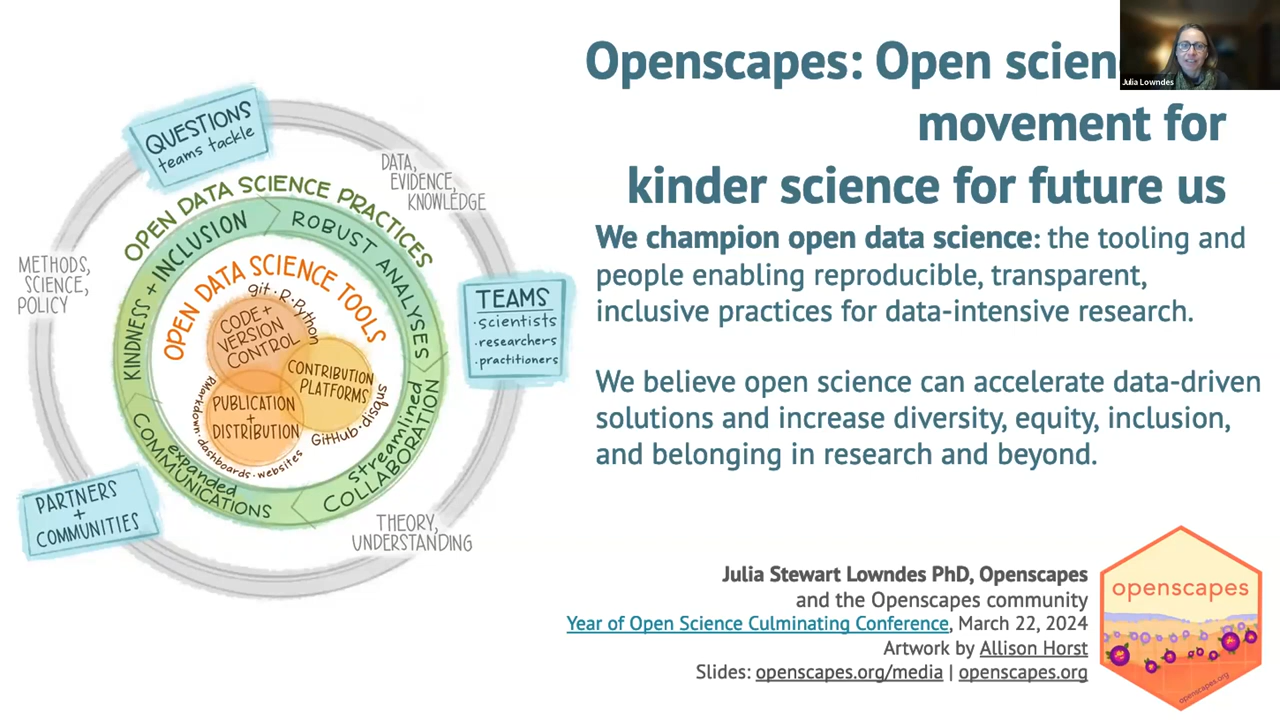 Openscapes: Open scien
movement for
kinder science for future us
Julia Lowndes
We champion open data science: the tooling and
people enabling reproducible, transparent,
inclusive practices for data-intensive research.
We believe open science can accelerate data-driven
solutions and increase diversity, equity, inclusion,
and belonging in research and beyond.
Julia Stewart Lowndes PhD, Openscapes
and the Openscapes community
Year of Open Science Culminating Conference, March 22, 2024
Artwork by Allison Horst
Slides: openscapes.org/media | openscapes.org
openscapes
openscapes.org
QUESTIONS
teams tackle
DATA,
EVIDENCE,
KNOWLEDGE
METHODS,
SCIENCE,
POLICY
TEAMS
·scientists
·researchers
·practitioners
PARTNERS
+
COMMUNITIES
THEORY,
UNDERSTANDING
OPEN DATA SCIENCE PRACTICES
KINDNESS + INCLUSION
ROBUST ANALYSES
streamlined
COLLABORATION
expanded
COMMUNICATIONS
OPEN DATA SCIENCE TOOLS
git·R·Python
CODE+
VERSION
CONTROL
CONTRIBUTION
PLATFORMS
GitHub·disqus
PUBLICATION
+
DISTRIBUTION
RMarkdown·dashboards·websites